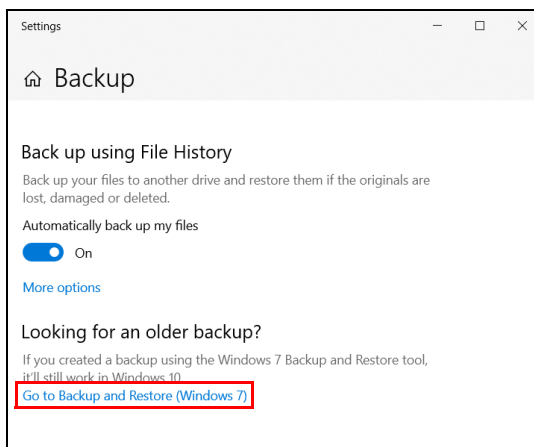 Settings
Backup
Back up using File History
Back up your files to another drive and restore them if the originals are
lost, damaged or deleted.
Automatically back up my files
On
More options
Looking for an older backup?
If you created a backup using the Windows 7 Backup and Restore tool,
it'll still work in Windows 10.
Go to Backup and Restore (Windows 7)